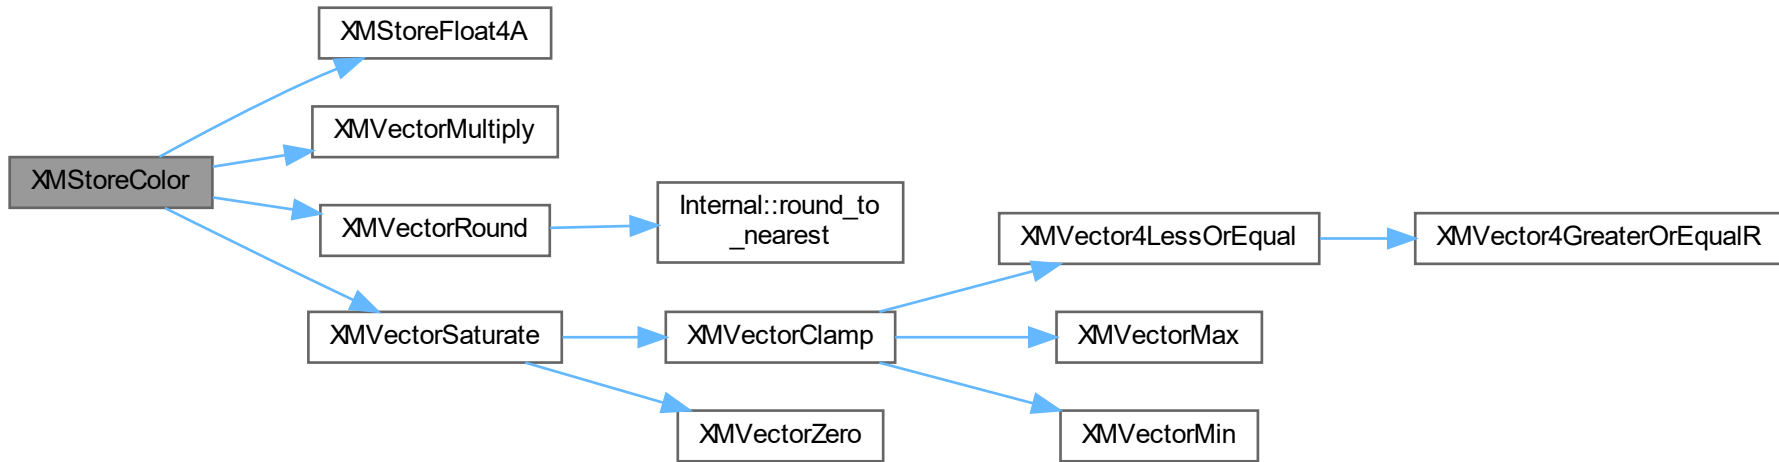 XMStoreFloat4A
XMVectorMultiply
XMStoreColor
XMVectorRound
Internal::round_to
_nearest
XMVector4LessOrEqual
XMVector4GreaterOrEqualR
XMVectorSaturate
XMVectorClamp
XMVectorMax
XMVectorZero
XMVectorMin